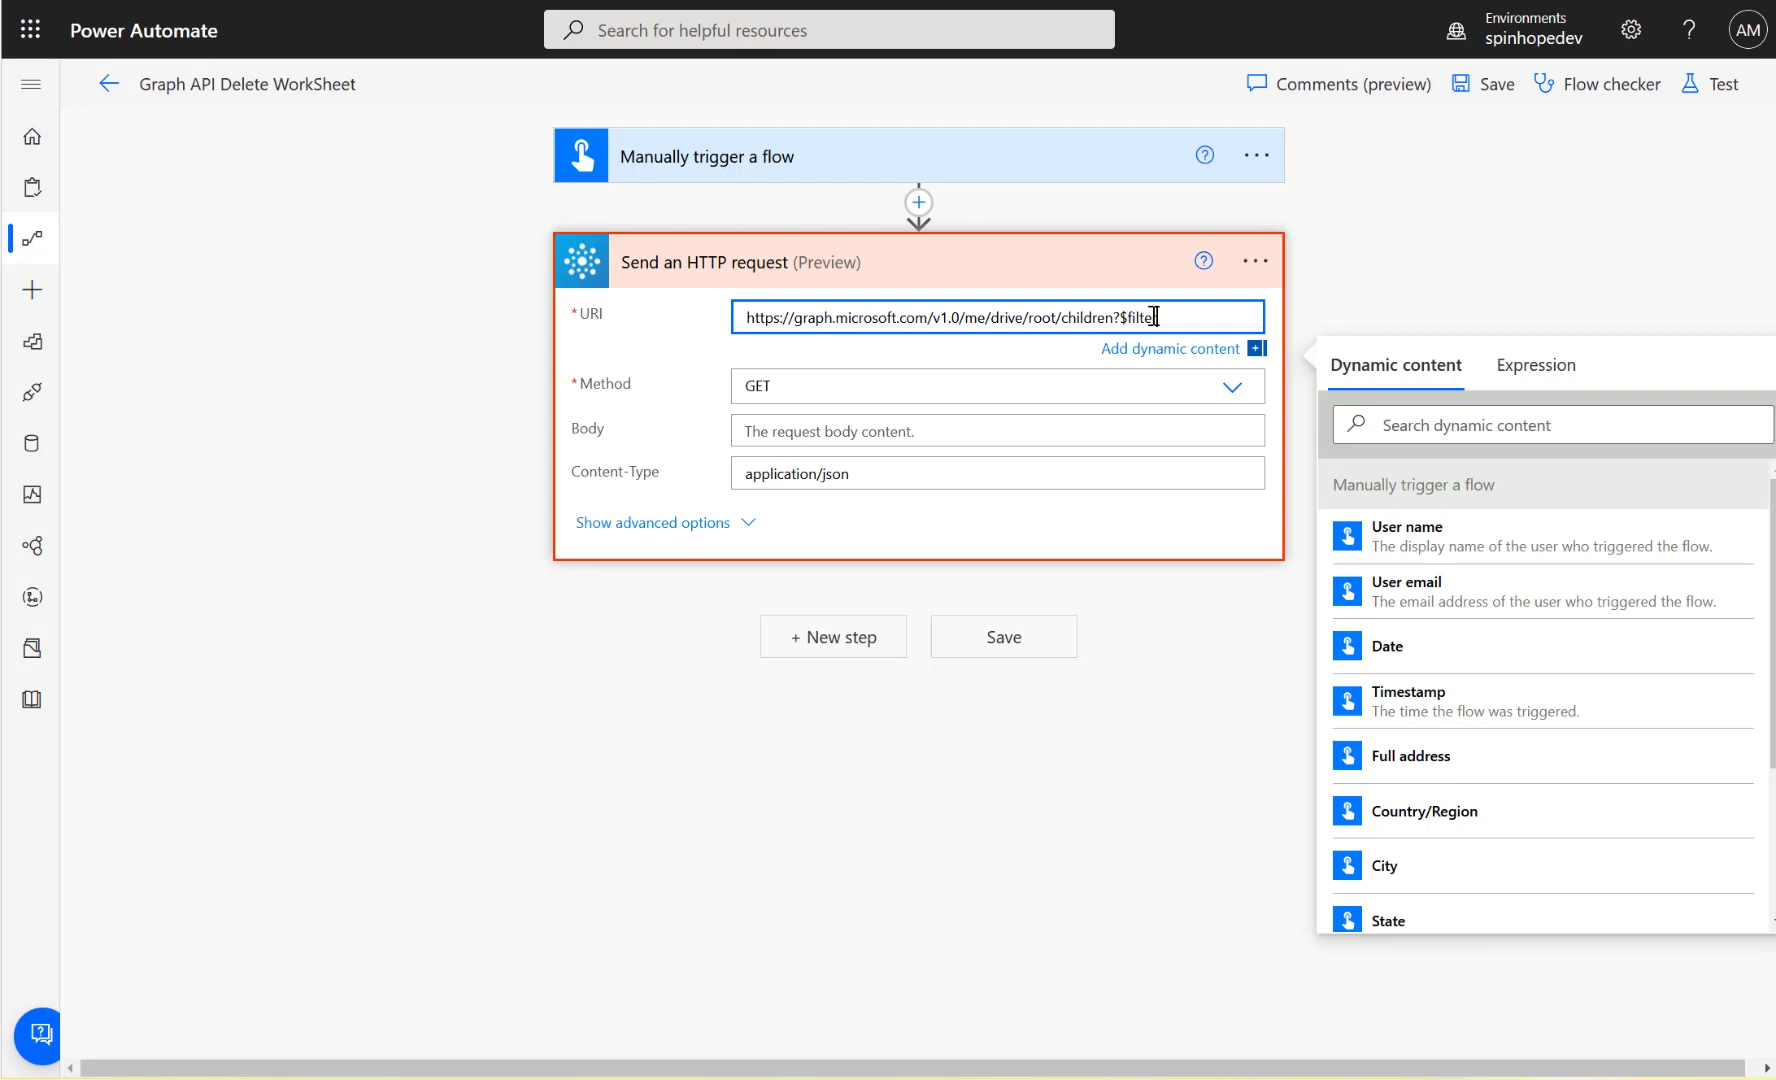 Power Automate
Search for helpful resources
Environments
spinhopedev
?
AM
Graph API Delete WorkSheet
Comments (preview)
Save
Flow checker
Test
Manually trigger a flow
Send an HTTP request (Preview)
* URI
https://graph.microsoft.com/v1.0/me/drive/root/children?$filter
Add dynamic content
* Method
GET
Body
The request body content.
Content-Type
application/json
Show advanced options
+ New step
Save
Dynamic content
Expression
Search dynamic content
Manually trigger a flow
User name
The display name of the user who triggered the flow.
User email
The email address of the user who triggered the flow.
Date
Timestamp
The time the flow was triggered.
Full address
Country/Region
City
State